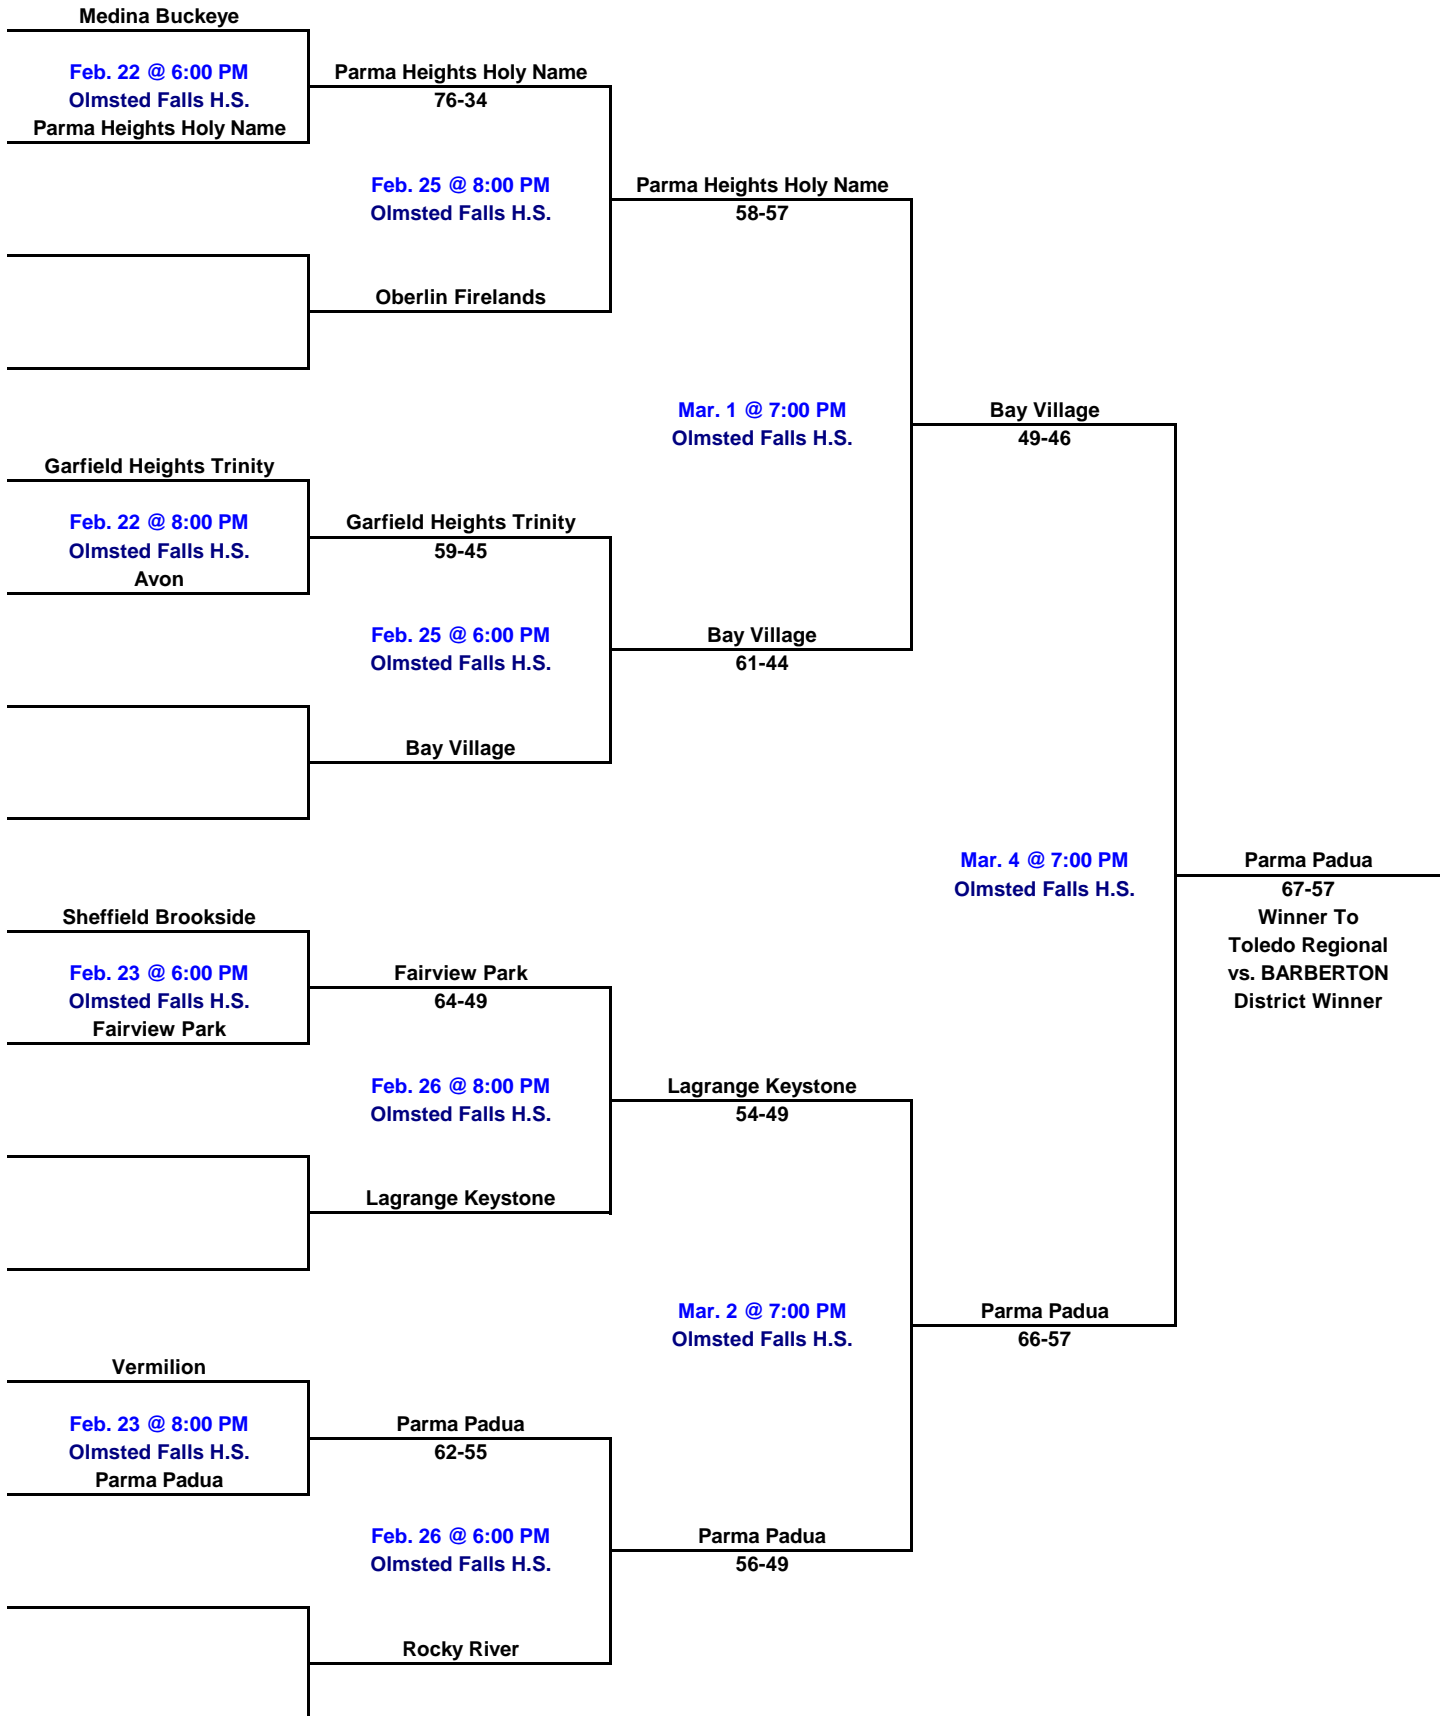 Medina Buckeye
Feb. 22 @ 6:00 PM
Olmsted Falls H.S.
Parma Heights Holy Name
Parma Heights Holy Name
76-34
Feb. 25 @ 8:00 PM
Olmsted Falls H.S.
Parma Heights Holy Name
58-57
Oberlin Firelands
Mar. 1 @ 7:00 PM
Olmsted Falls H.S.
Bay Village
49-46
Garfield Heights Trinity
Feb. 22 @ 8:00 PM
Olmsted Falls H.S.
Avon
Garfield Heights Trinity
59-45
Feb. 25 @ 6:00 PM
Olmsted Falls H.S.
Bay Village
61-44
Bay Village
Mar. 4 @ 7:00 PM
Olmsted Falls H.S.
Parma Padua
67-57
Winner To
Toledo Regional
vs. BARBERTON
District Winner
Sheffield Brookside
Feb. 23 @ 6:00 PM
Olmsted Falls H.S.
Fairview Park
Fairview Park
64-49
Feb. 26 @ 8:00 PM
Olmsted Falls H.S.
Lagrange Keystone
54-49
Lagrange Keystone
Mar. 2 @ 7:00 PM
Olmsted Falls H.S.
Parma Padua
66-57
Vermilion
Feb. 23 @ 8:00 PM
Olmsted Falls H.S.
Parma Padua
Parma Padua
62-55
Feb. 26 @ 6:00 PM
Olmsted Falls H.S.
Parma Padua
56-49
Rocky River